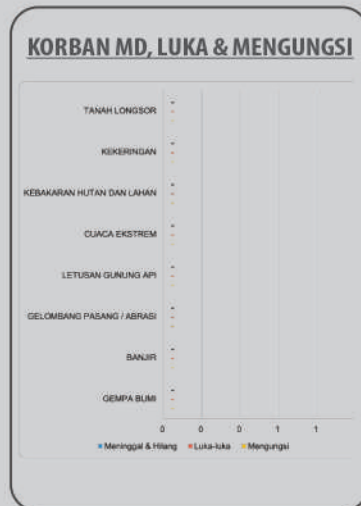 KORBAN MD, LUKA & MENGUNGSI
TANAH LONGSOR
KEKERINGAN
KEBAKARAN HUTAN DAN LAHAN
CUACA EKSTREM
LETUSAN GUNUNG API
GELOMBANG PASANG / ABRASI
BANJIR
GEMPA BUMI
0 0 0 1 1
Meninggal & Hilang Luka-luka Mengungsi